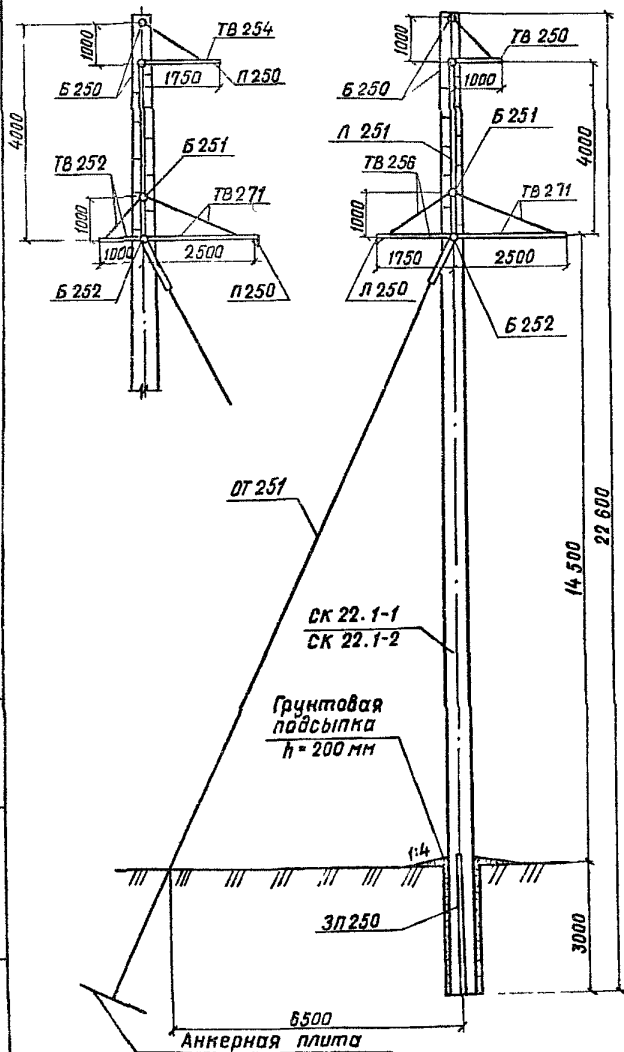 1000
ТВ 254
Б 250
1750
П 250
4000
Б 251
ТВ 252
ТВ 271
1000
1000
2500
Б 252
П 250
1000
ТВ 250
Б 250
1000
Б 251
Л 251
ТВ 256
4000
ТВ 271
1000
1750
2500
Л 250
Б 252
ОТ 251
22 600
14 500
СК 22.1-1
СК 22.1-2
Грунтовая
подсыпка
h = 200 мм
1:4
ЗП 250
3000
6500
Анкерная плита